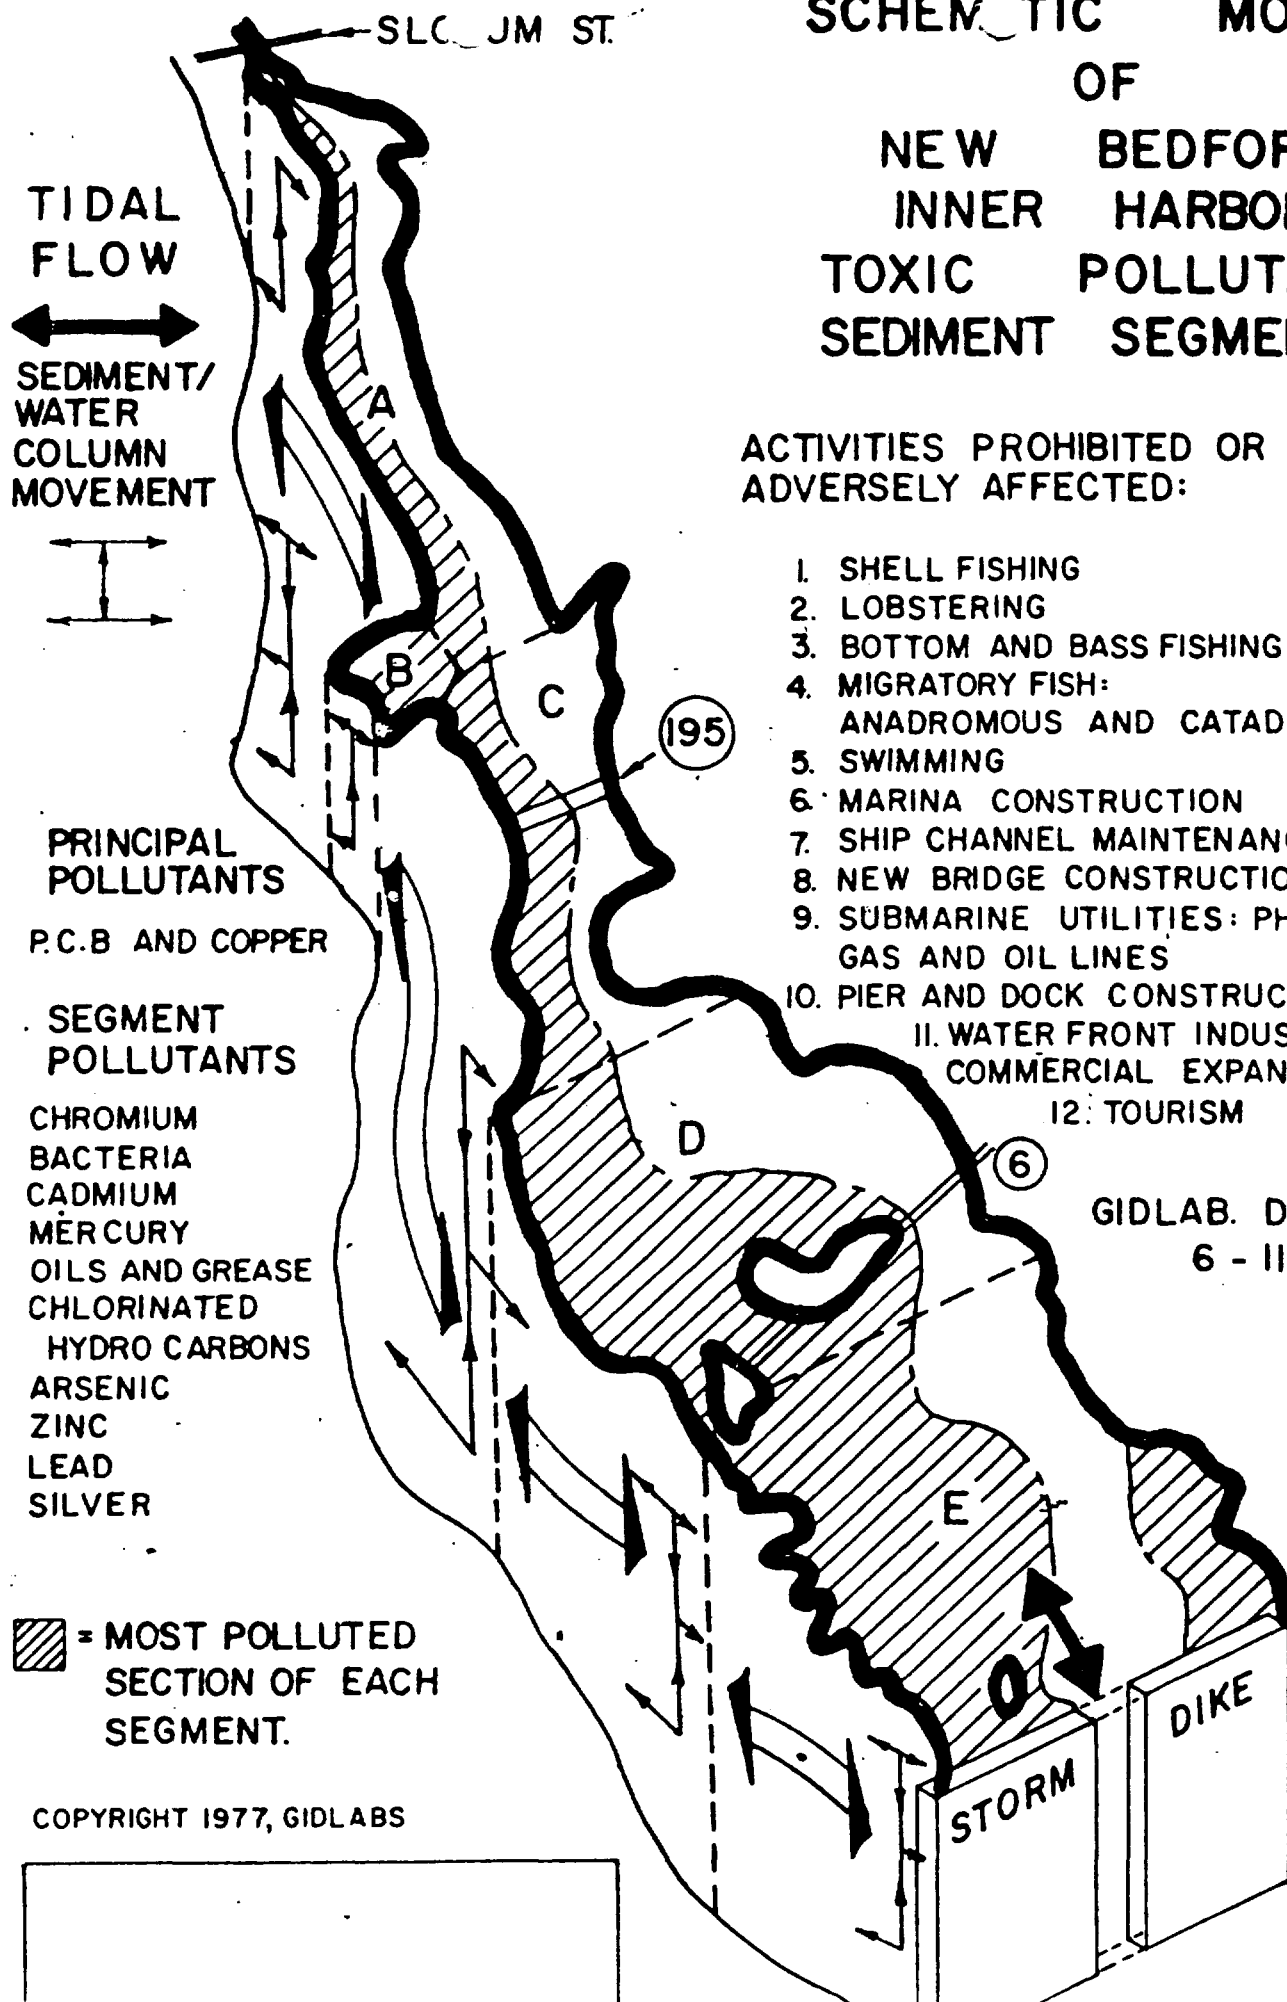 SLOCUM ST.
SCHEMATIC MO
OF
NEW BEDFOR
INNER HARBO
TOXIC POLLUT
SEDIMENT SEGME
TIDAL
FLOW
SEDIMENT/
WATER
COLUMN
MOVEMENT
ACTIVITIES PROHIBITED OR
ADVERSELY AFFECTED:
1. SHELL FISHING
2. LOBSTERING
3. BOTTOM AND BASS FISHING
4. MIGRATORY FISH:
ANADROMOUS AND CATAD
5. SWIMMING
6. MARINA CONSTRUCTION
7. SHIP CHANNEL MAINTENAN
8. NEW BRIDGE CONSTRUCTIO
9. SUBMARINE UTILITIES: PH
GAS AND OIL LINES
10. PIER AND DOCK CONSTRUC
11. WATER FRONT INDUS
COMMERCIAL EXPAN
12. TOURISM
GIDLAB. D
6 - 11
A
B
C
195
D
6
E
PRINCIPAL
POLLUTANTS
P.C.B AND COPPER
SEGMENT
POLLUTANTS
CHROMIUM
BACTERIA
CADMIUM
MERCURY
OILS AND GREASE
CHLORINATED
HYDRO CARBONS
ARSENIC
ZINC
LEAD
SILVER
= MOST POLLUTED
SECTION OF EACH
SEGMENT.
STORM
DIKE
COPYRIGHT 1977, GIDLABS